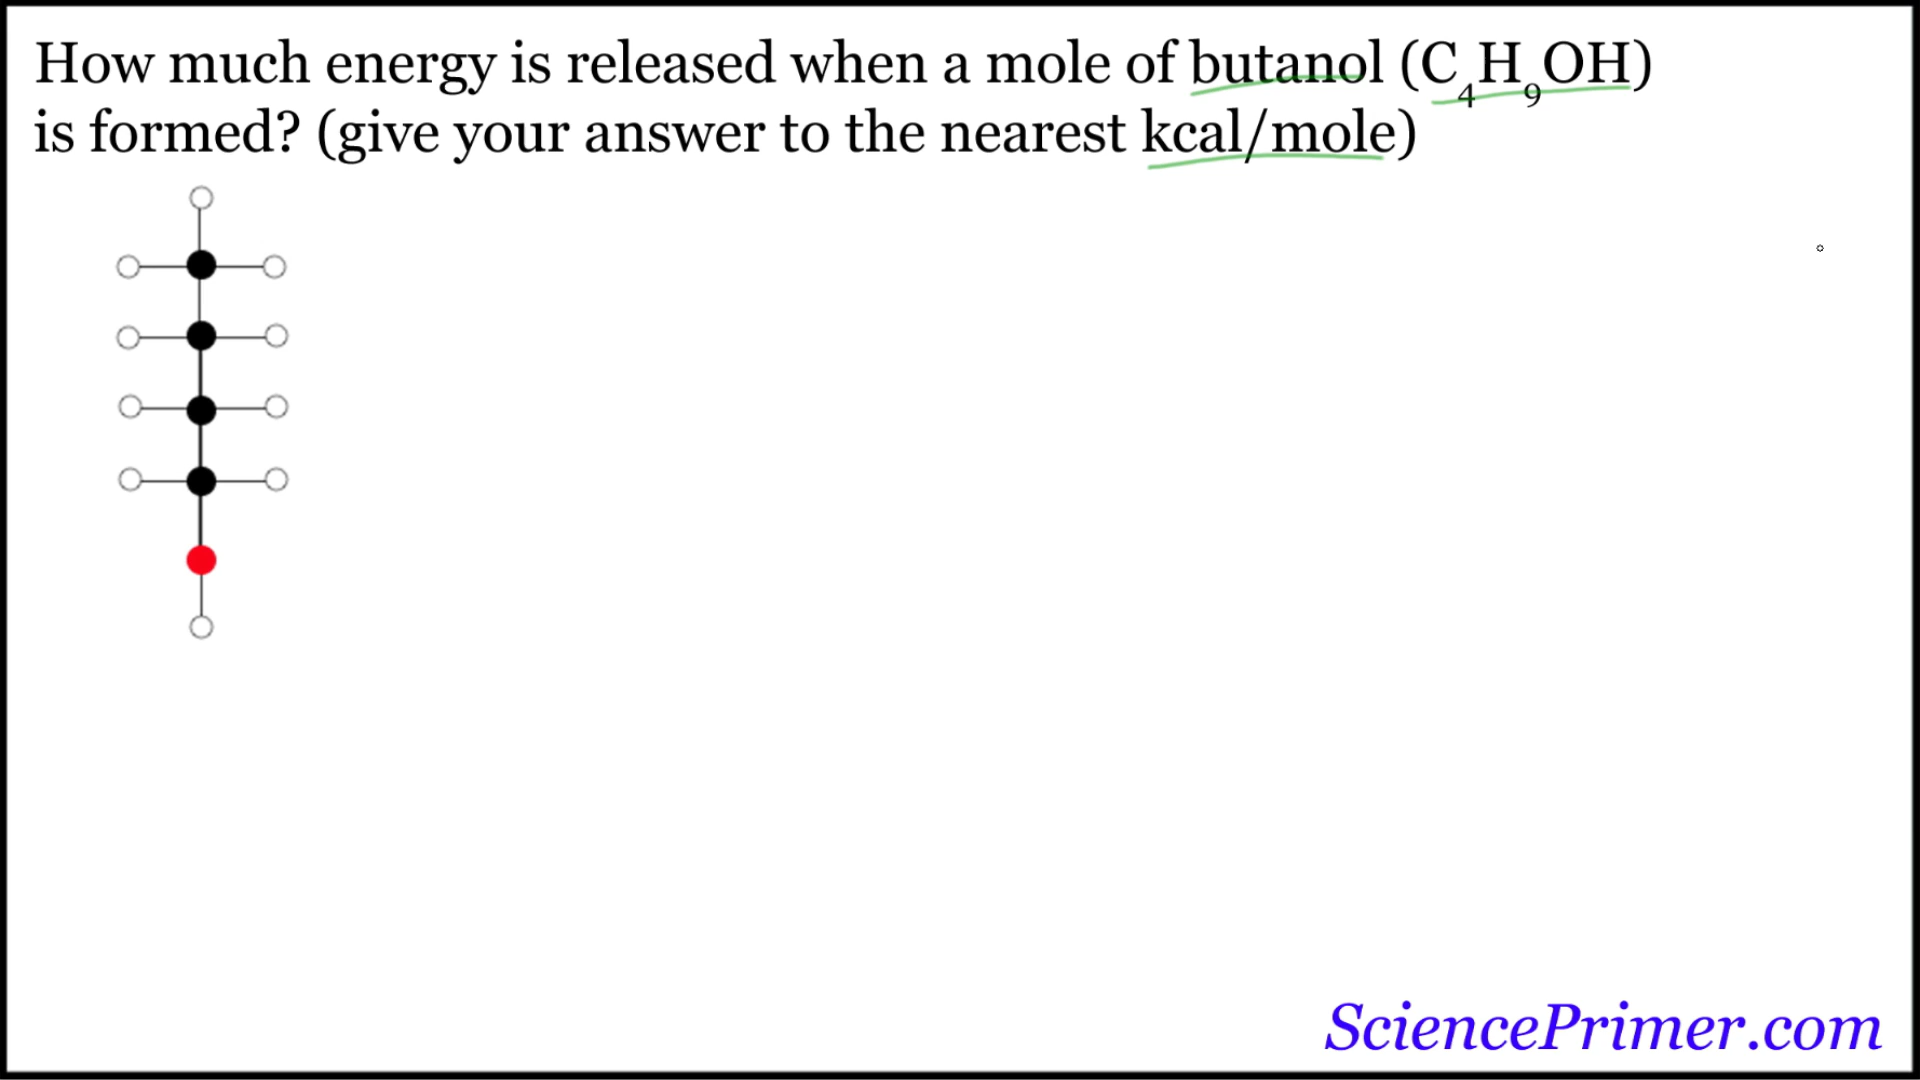 How much energy is released when a mole of butanol (C₄H₉OH)
is formed? (give your answer to the nearest kcal/mole)
SciencePrimer.com